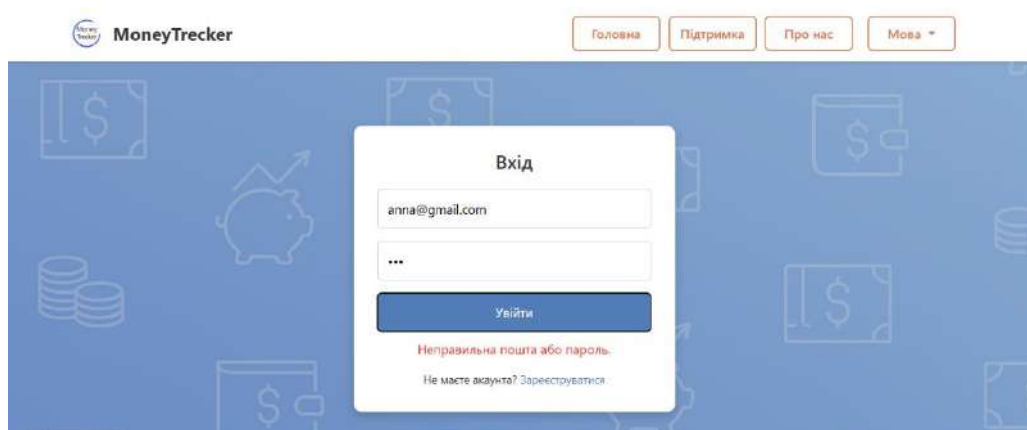 MoneyTrecker
Головна
Підтримка
Про нас
Мова
Вхід
anna@gmail.com
•••
Увійти
Неправильна пошта або пароль.
Не маєте акаунта? Зареєструватися